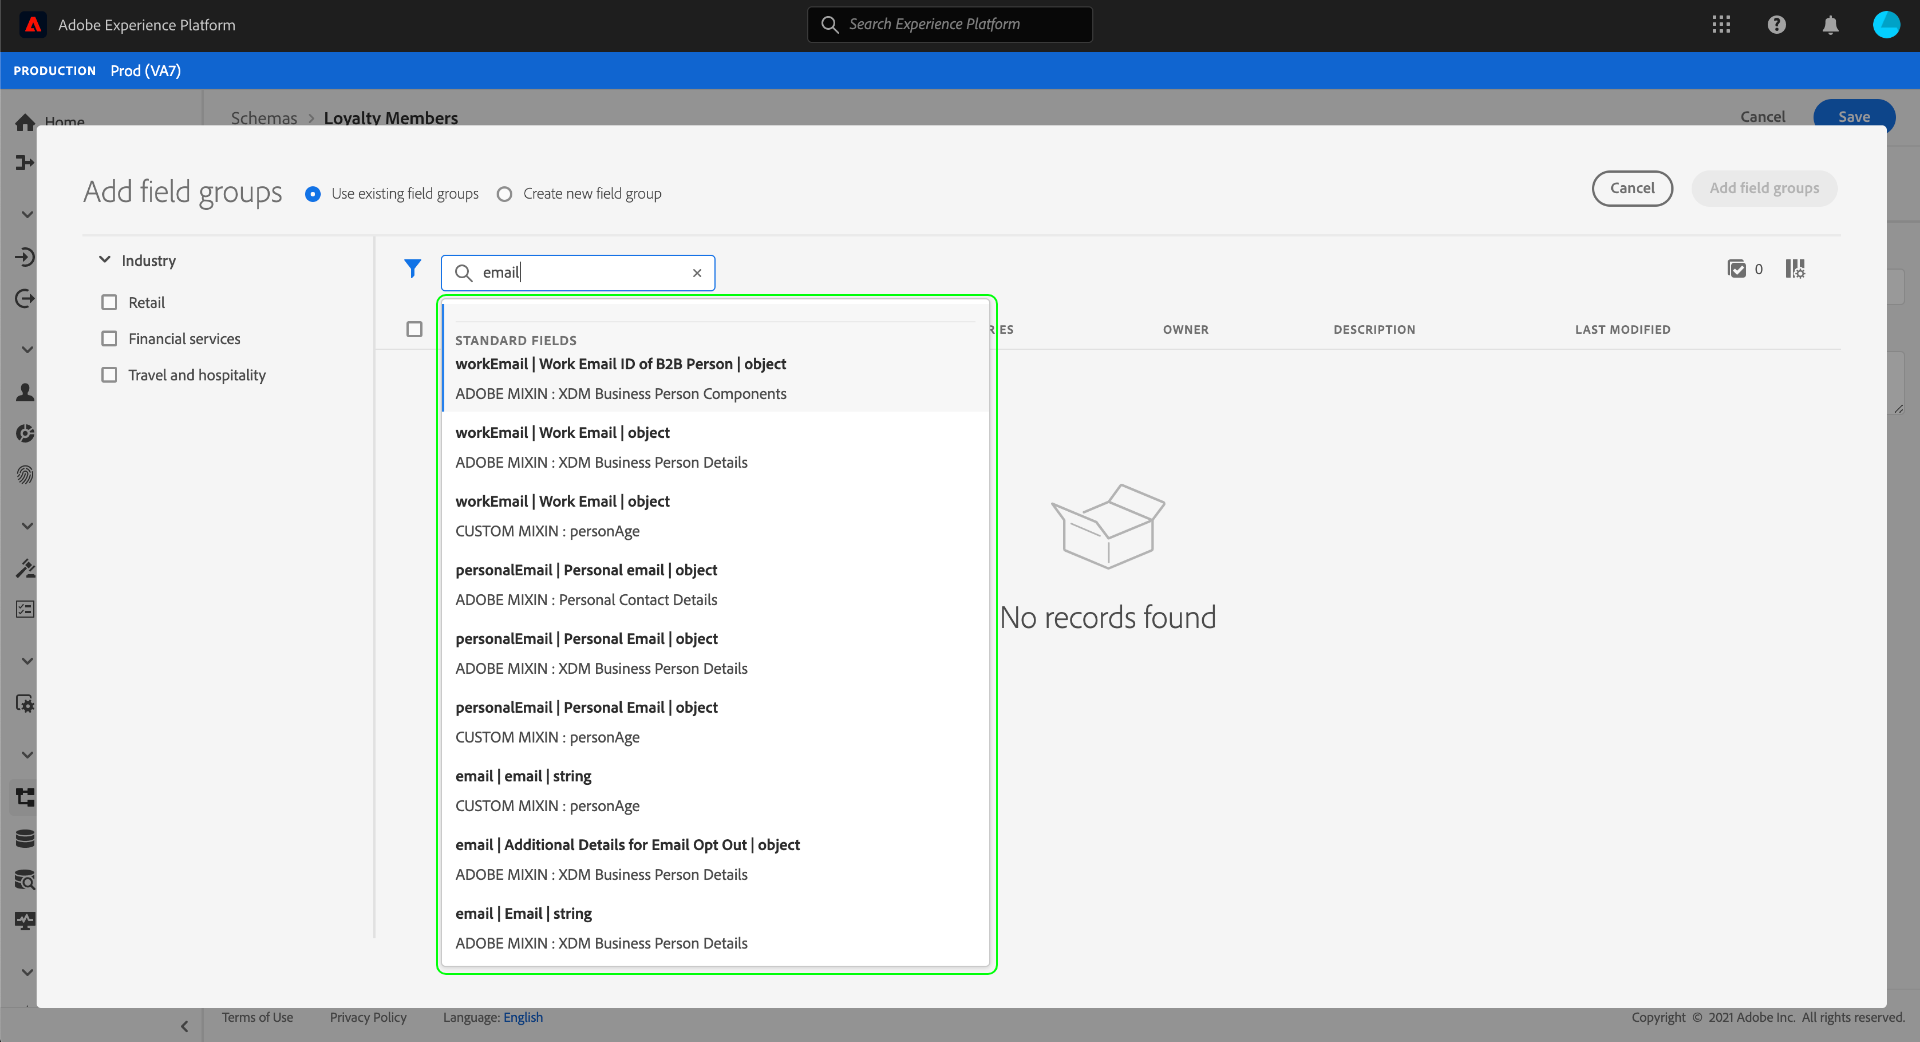 Adobe Experience Platform
Search Experience Platform
PRODUCTION Prod (VA7)
Home
Schemas > Loyalty Members
Cancel
Save
Add field groups
Use existing field groups
Create new field group
Cancel
Add field groups
Industry
Retail
Financial services
Travel and hospitality
email
0
RIES
OWNER
DESCRIPTION
LAST MODIFIED
STANDARD FIELDS
workEmail | Work Email ID of B2B Person | object
ADOBE MIXIN : XDM Business Person Components
workEmail | Work Email | object
ADOBE MIXIN : XDM Business Person Details
workEmail | Work Email | object
CUSTOM MIXIN : personAge
personalEmail | Personal email | object
ADOBE MIXIN : Personal Contact Details
personalEmail | Personal Email | object
ADOBE MIXIN : XDM Business Person Details
personalEmail | Personal Email | object
CUSTOM MIXIN : personAge
email | email | string
CUSTOM MIXIN : personAge
email | Additional Details for Email Opt Out | object
ADOBE MIXIN : XDM Business Person Details
email | Email | string
ADOBE MIXIN : XDM Business Person Details
No records found
Terms of Use
Privacy Policy
Language: English
Copyright © 2021 Adobe Inc. All rights reserved.